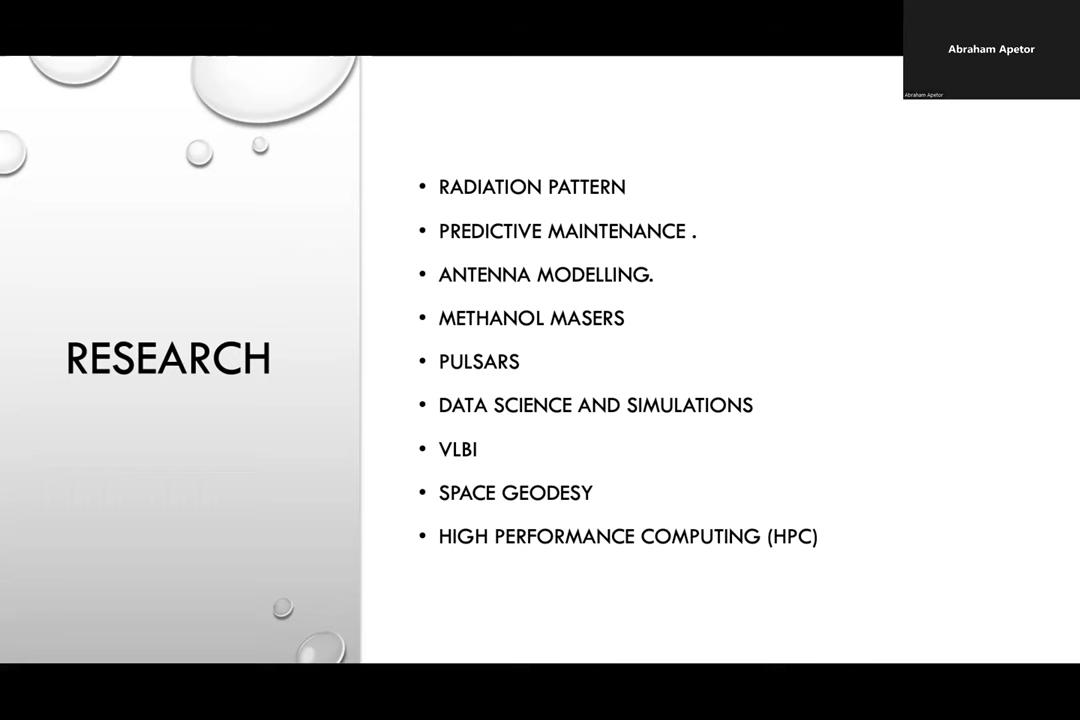 Abraham Apetor
Abraham Apetor
RESEARCH
• RADIATION PATTERN
• PREDICTIVE MAINTENANCE .
• ANTENNA MODELLING.
• METHANOL MASERS
• PULSARS
• DATA SCIENCE AND SIMULATIONS
• VLBI
• SPACE GEODESY
• HIGH PERFORMANCE COMPUTING (HPC)